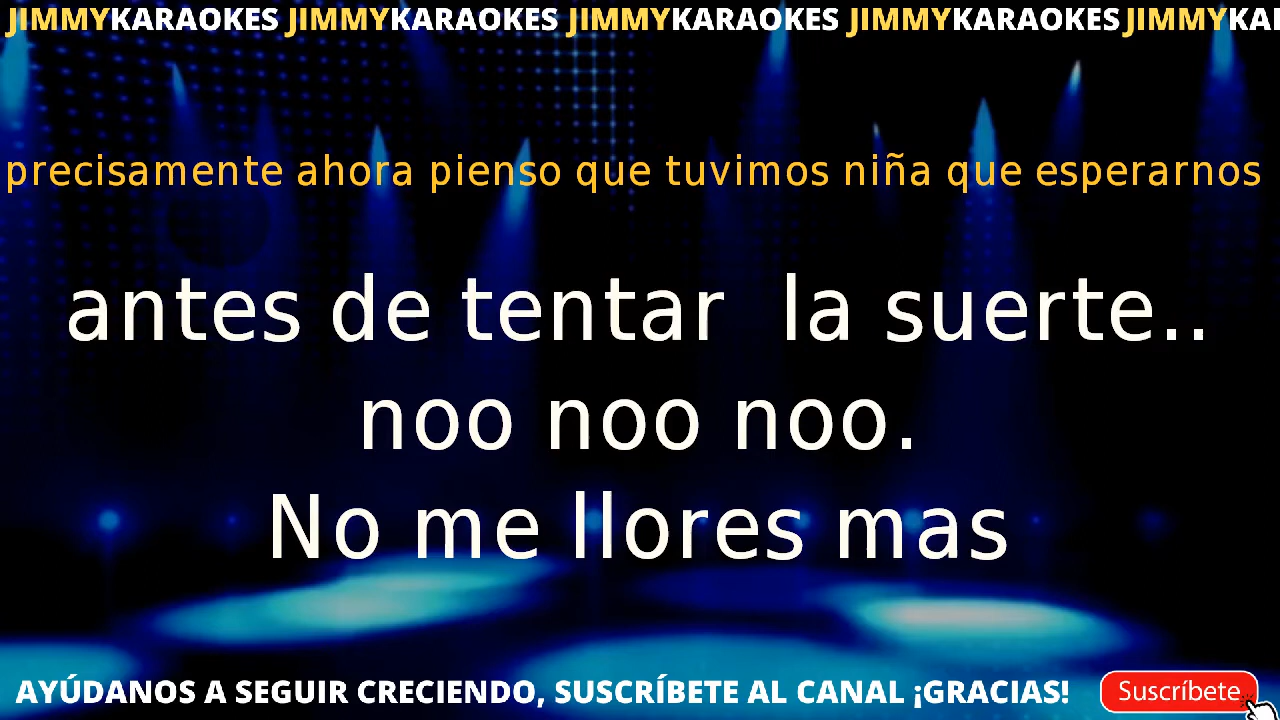 JIMMYKARAOKES JIMMYKARAOKES JIMMYKARAOKES JIMMYKARAOKES JIMMYKAI
precisamente ahora pienso que tuvimos niña que esperarnos
antes de tentar la suerte..
noo noo noo.
No me llores mas
AYÚDANOS A SEGUIR CRECIENDO, SUSCRÍBETE AL CANAL ¡GRACIAS! Suscríbete